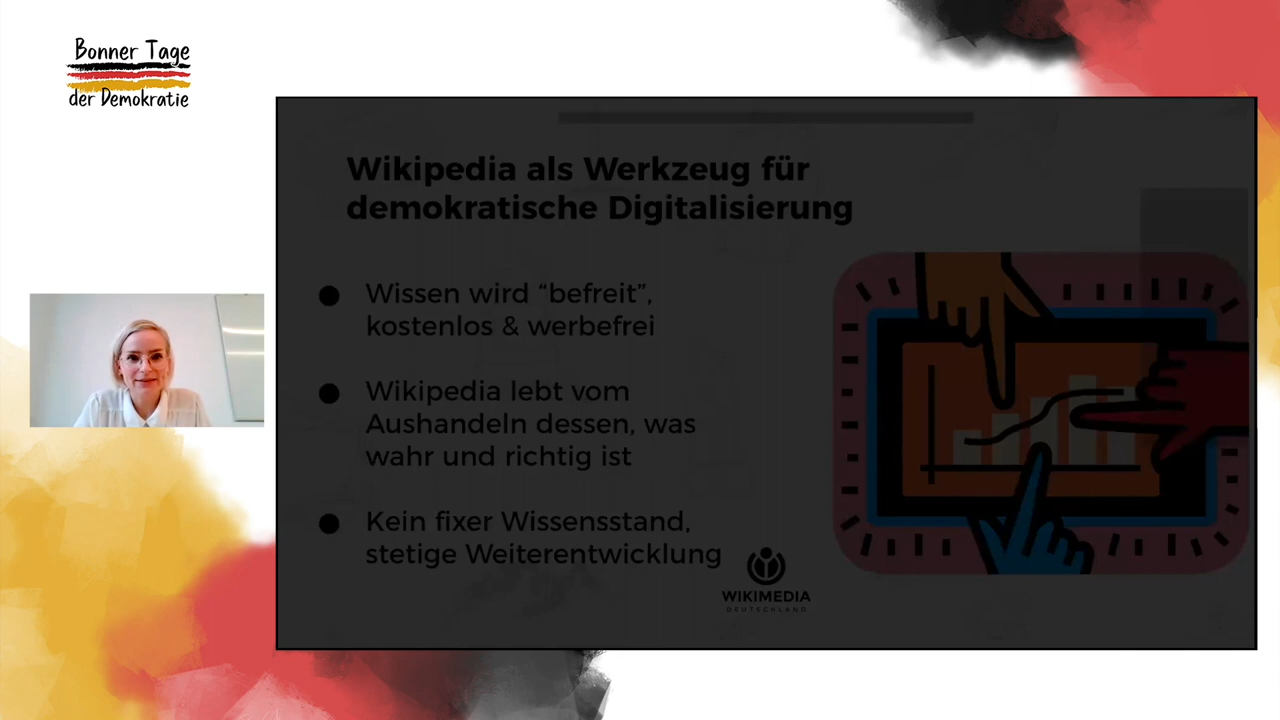 Bonner Tage
der Demokratie
Wikipedia als Werkzeug für
demokratische Digitalisierung
● Wissen wird “befreit”,
kostenlos & werbefrei
● Wikipedia lebt vom
Aushandeln dessen, was
wahr und richtig ist
● Kein fixer Wissensstand,
stetige Weiterentwicklung
WIKIMEDIA
DEUTSCHLAND